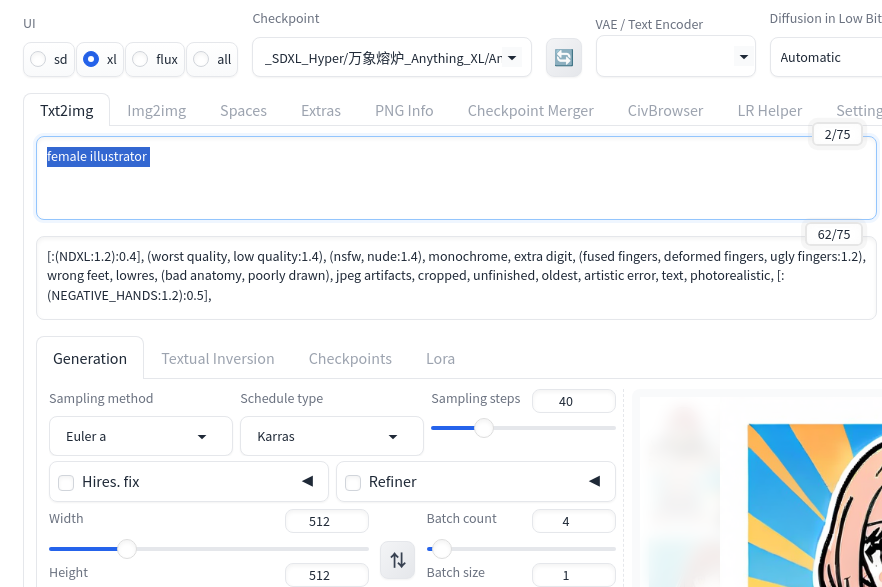 UI
Checkpoint
VAE / Text Encoder
Diffusion in Low Bit
sd
xl
flux
all
_SDXL_Hyper/万象熔炉_Anything_XL/Ar
Automatic
Txt2img
Img2img
Spaces
Extras
PNG Info
Checkpoint Merger
CivBrowser
LR Helper
Setting
2/75
female illustrator
62/75
[:(NDXL:1.2):0.4], (worst quality, low quality:1.4), (nsfw, nude:1.4), monochrome, extra digit, (fused fingers, deformed fingers, ugly fingers:1.2),
wrong feet, lowres, (bad anatomy, poorly drawn), jpeg artifacts, cropped, unfinished, oldest, artistic error, text, photorealistic, [:
(NEGATIVE_HANDS:1.2):0.5],
Generation
Textual Inversion
Checkpoints
Lora
Sampling method
Schedule type
Sampling steps
40
Euler a
Karras
Hires. fix
Refiner
Width
512
Batch count
4
Height
512
Batch size
1